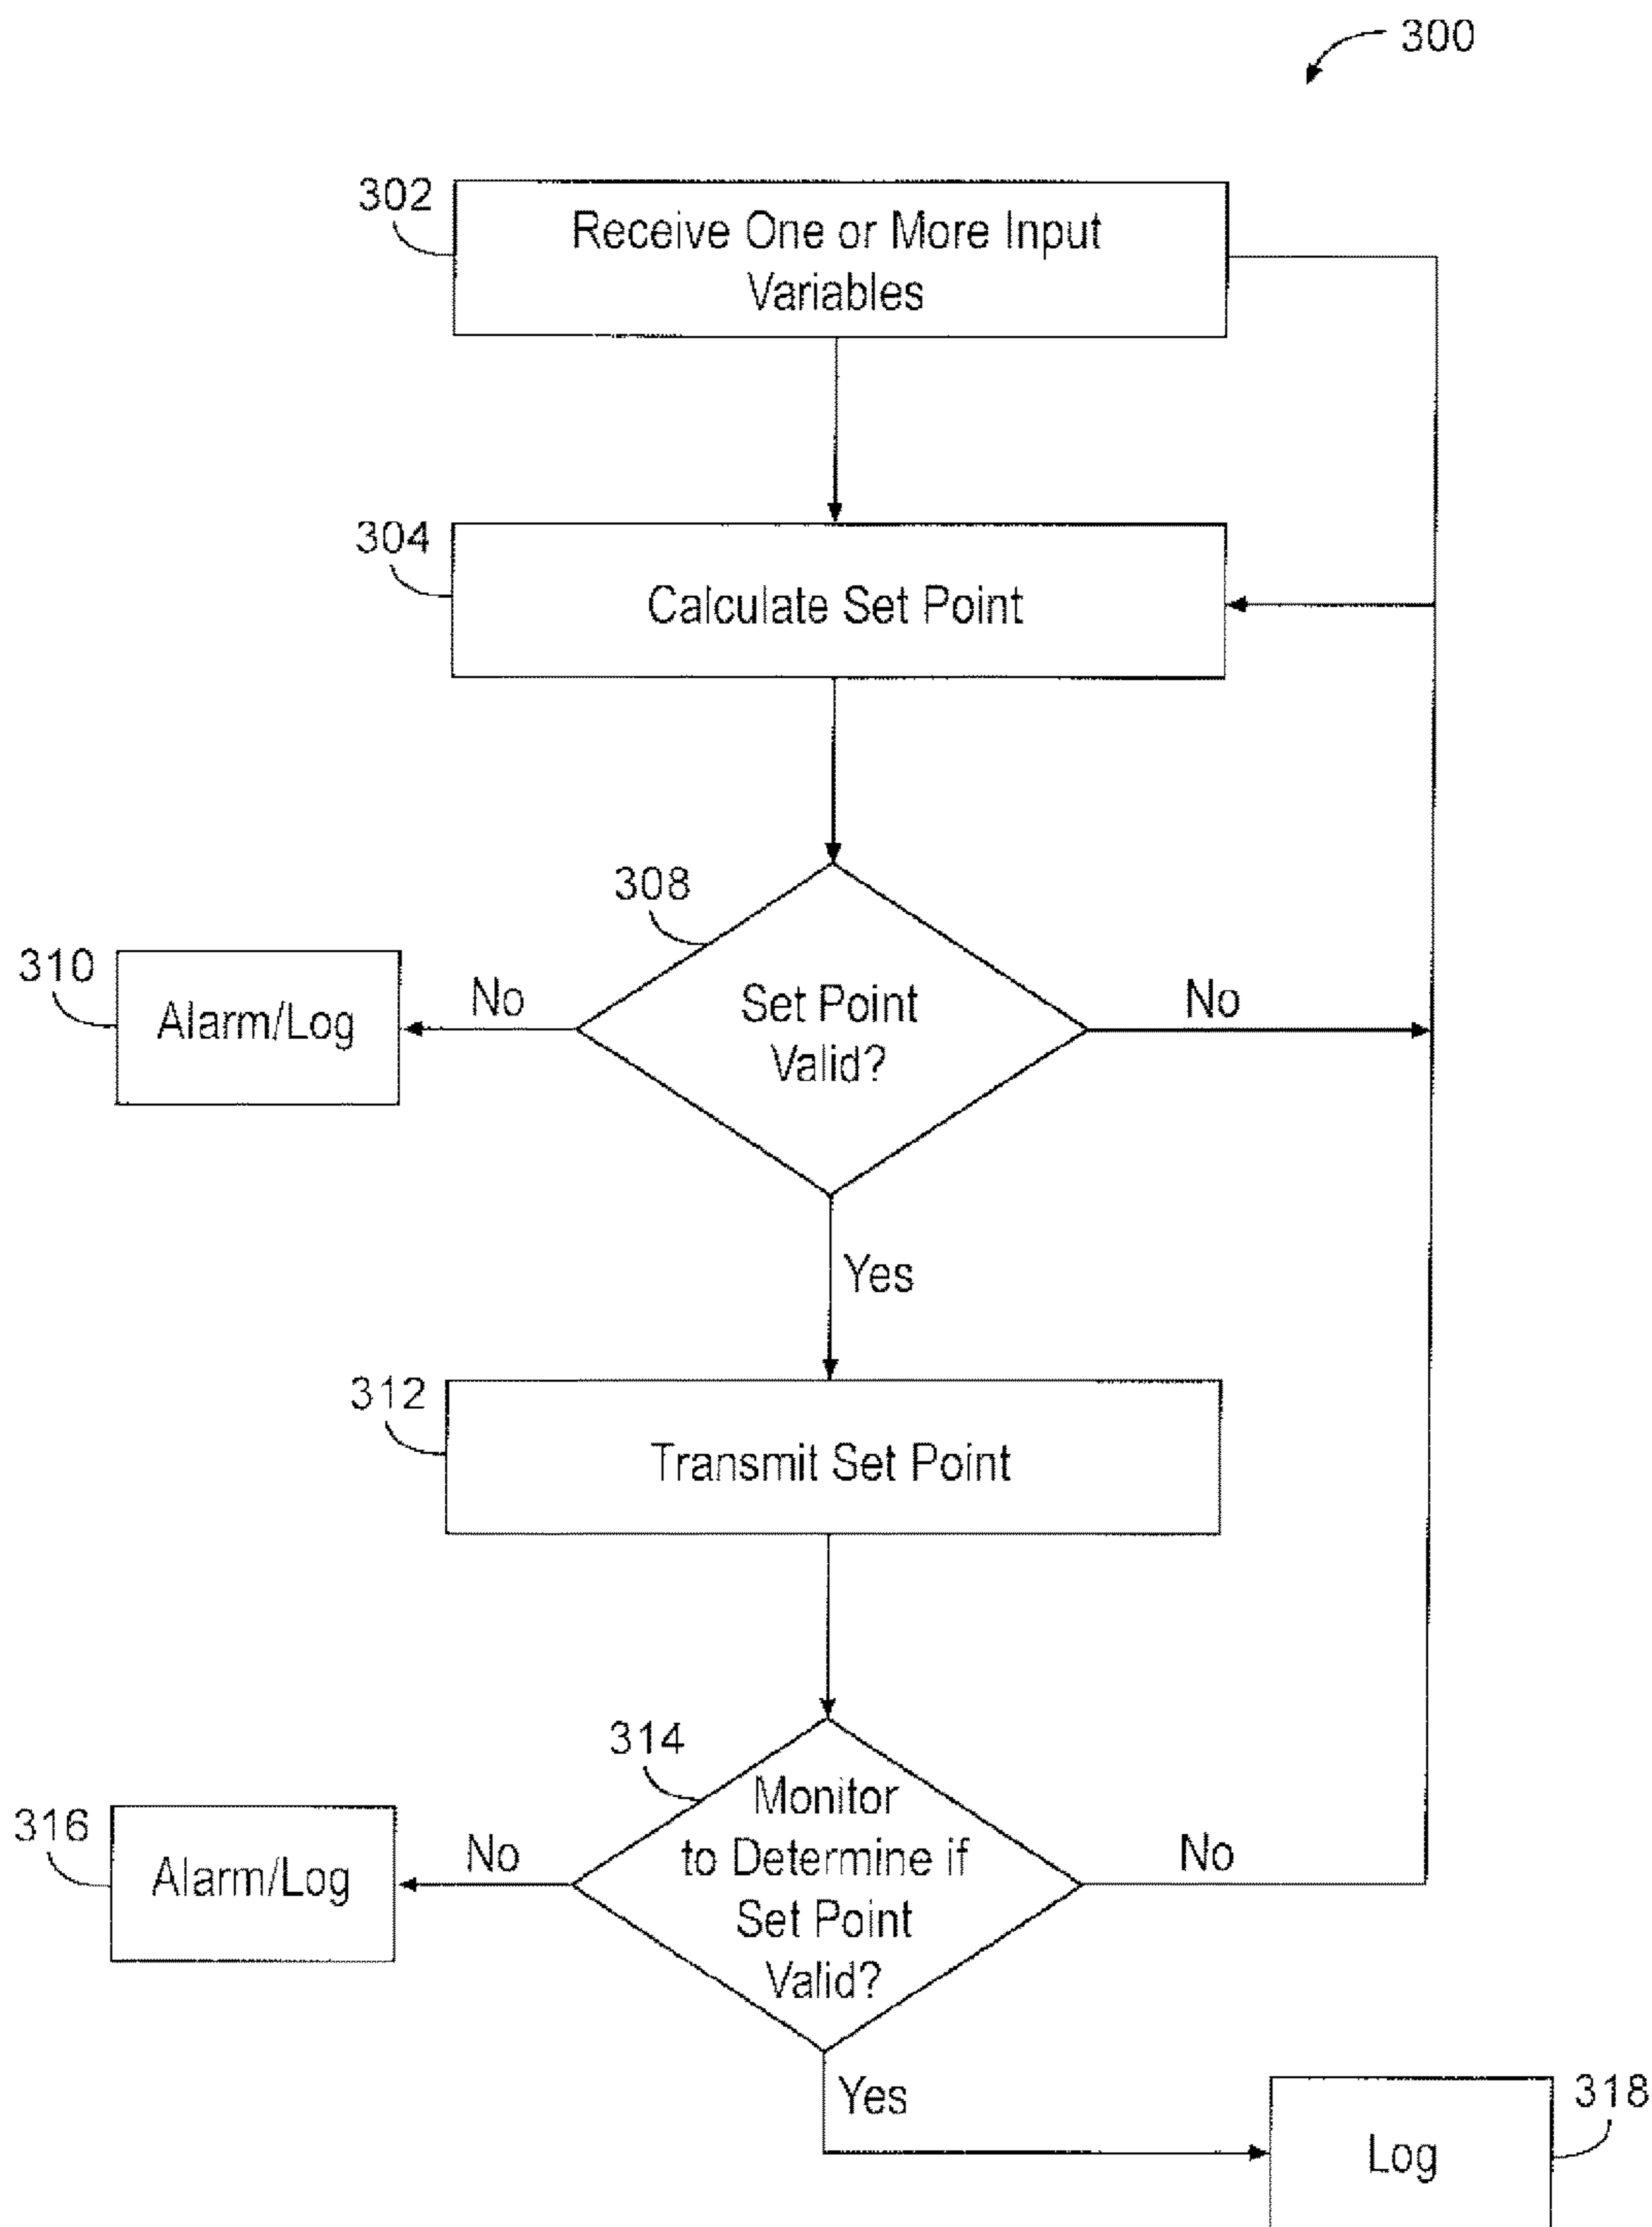 300
302
Receive One or More Input
Variables
304
Calculate Set Point
308
310
Alarm/Log
No
Set Point
Valid?
No
Yes
312
Transmit Set Point
314
316
Alarm/Log
No
Monitor
to Determine if
Set Point
Valid?
No
Yes
318
Log